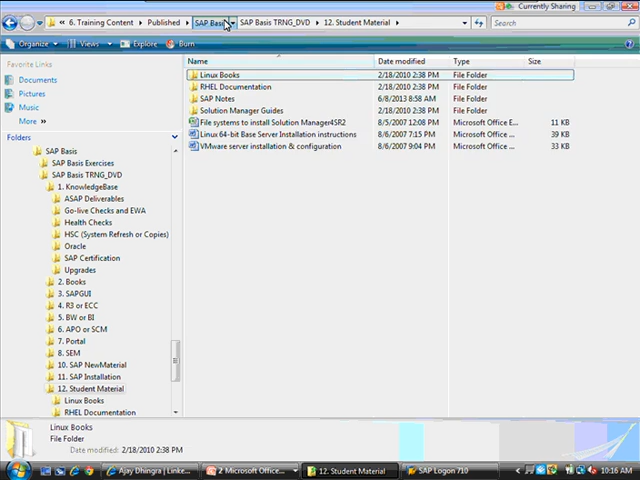 Currently Sharing
« 6. Training Content ▸ Published ▸ SAP Basis SAP Basis TRNG_DVD ▸ 12. Student Material ▸ Search
Organize Views Explore Burn
Favorite Links
Documents
Pictures
Music
More »
Folders
SAP Basis
SAP Basis Exercises
SAP Basis TRNG_DVD
1. KnowledgeBase
ASAP Deliverables
Go-live Checks and EWA
Health Checks
HSC (System Refresh or Copies)
Oracle
SAP Certification
Upgrades
2. Books
3. SAPGUI
4. R3 or ECC
5. BW or BI
6. APO or SCM
7. Portal
8. SEM
10. SAP NewMaterial
11. SAP Installation
12. Student Material
Linux Books
RHEL Documentation
Name Date modified Type Size
Linux Books 2/18/2010 2:38 PM File Folder
RHEL Documentation 2/18/2010 2:38 PM File Folder
SAP Notes 6/8/2013 8:58 AM File Folder
Solution Manager Guides 2/18/2010 2:38 PM File Folder
File systems to install Solution Manager4SR2 8/5/2007 12:08 PM Microsoft Office E... 11 KB
Linux 64-bit Base Server Installation instructions 8/6/2007 7:15 PM Microsoft Office ... 39 KB
VMware server installation & configuration 8/6/2007 9:04 PM Microsoft Office ... 33 KB
Linux Books
File Folder
Date modified: 2/18/2010 2:38 PM
Ajay Dhingra | Linke... 2 Microsoft Office... 12. Student Material SAP Logon 710 10:16 AM